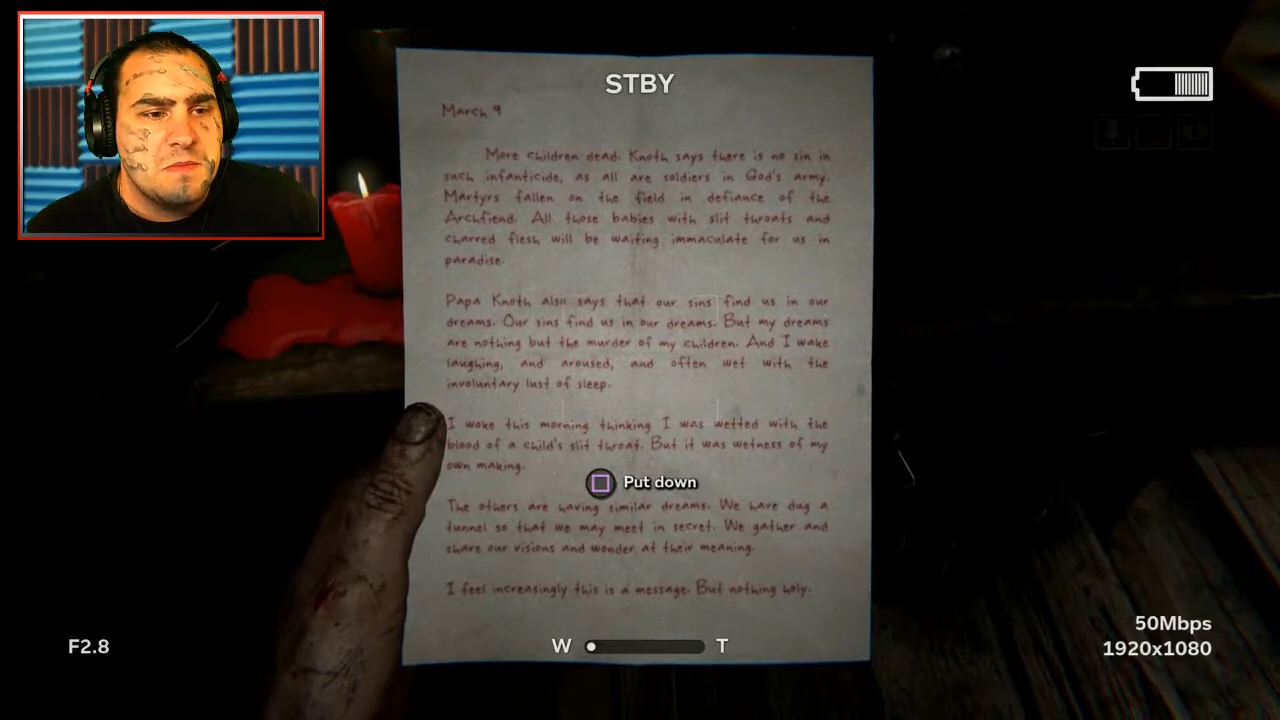 STBY
March 9
More children dead. Knoth says there is no sin in
such infanticide, as all are soldiers in God's army.
Martyrs fallen on the field in defiance of the
Archfiend. All those babies with slit throats and
charred flesh will be waiting immaculate for us in
paradise.
Papa Knoth also says that our sins find us in our
dreams. Our sins find us in our dreams. But my dreams
are nothing but the murder of my children. And I wake
laughing, and aroused, and often wet with the
involuntary lust of sleep.
I woke this morning thinking I was wetted with the
blood of a child's slit throat. But it was wetness of my
own making.
Put down
The others are having similar dreams. We have dug a
tunnel so that we may meet in secret. We gather and
share our visions and wonder at their meaning.
I feel increasingly this is a message. But nothing holy.
F2.8
W T
50Mbps
1920x1080